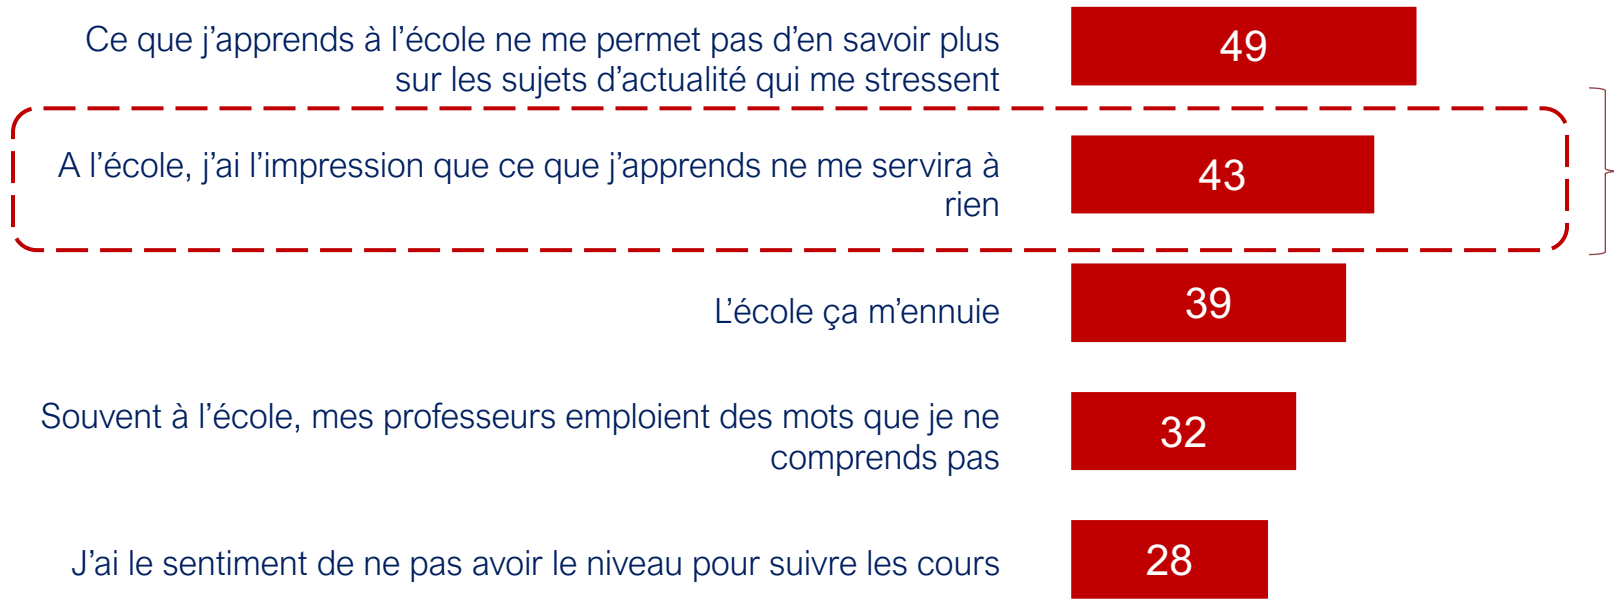 Ce que j’apprends à l’école ne me permet pas d’en savoir plus
sur les sujets d’actualité qui me stressent
49
A l’école, j’ai l’impression que ce que j’apprends ne me servira à
rien
43
L’école ça m’ennuie
39
Souvent à l’école, mes professeurs emploient des mots que je ne
comprends pas
32
J’ai le sentiment de ne pas avoir le niveau pour suivre les cours
28